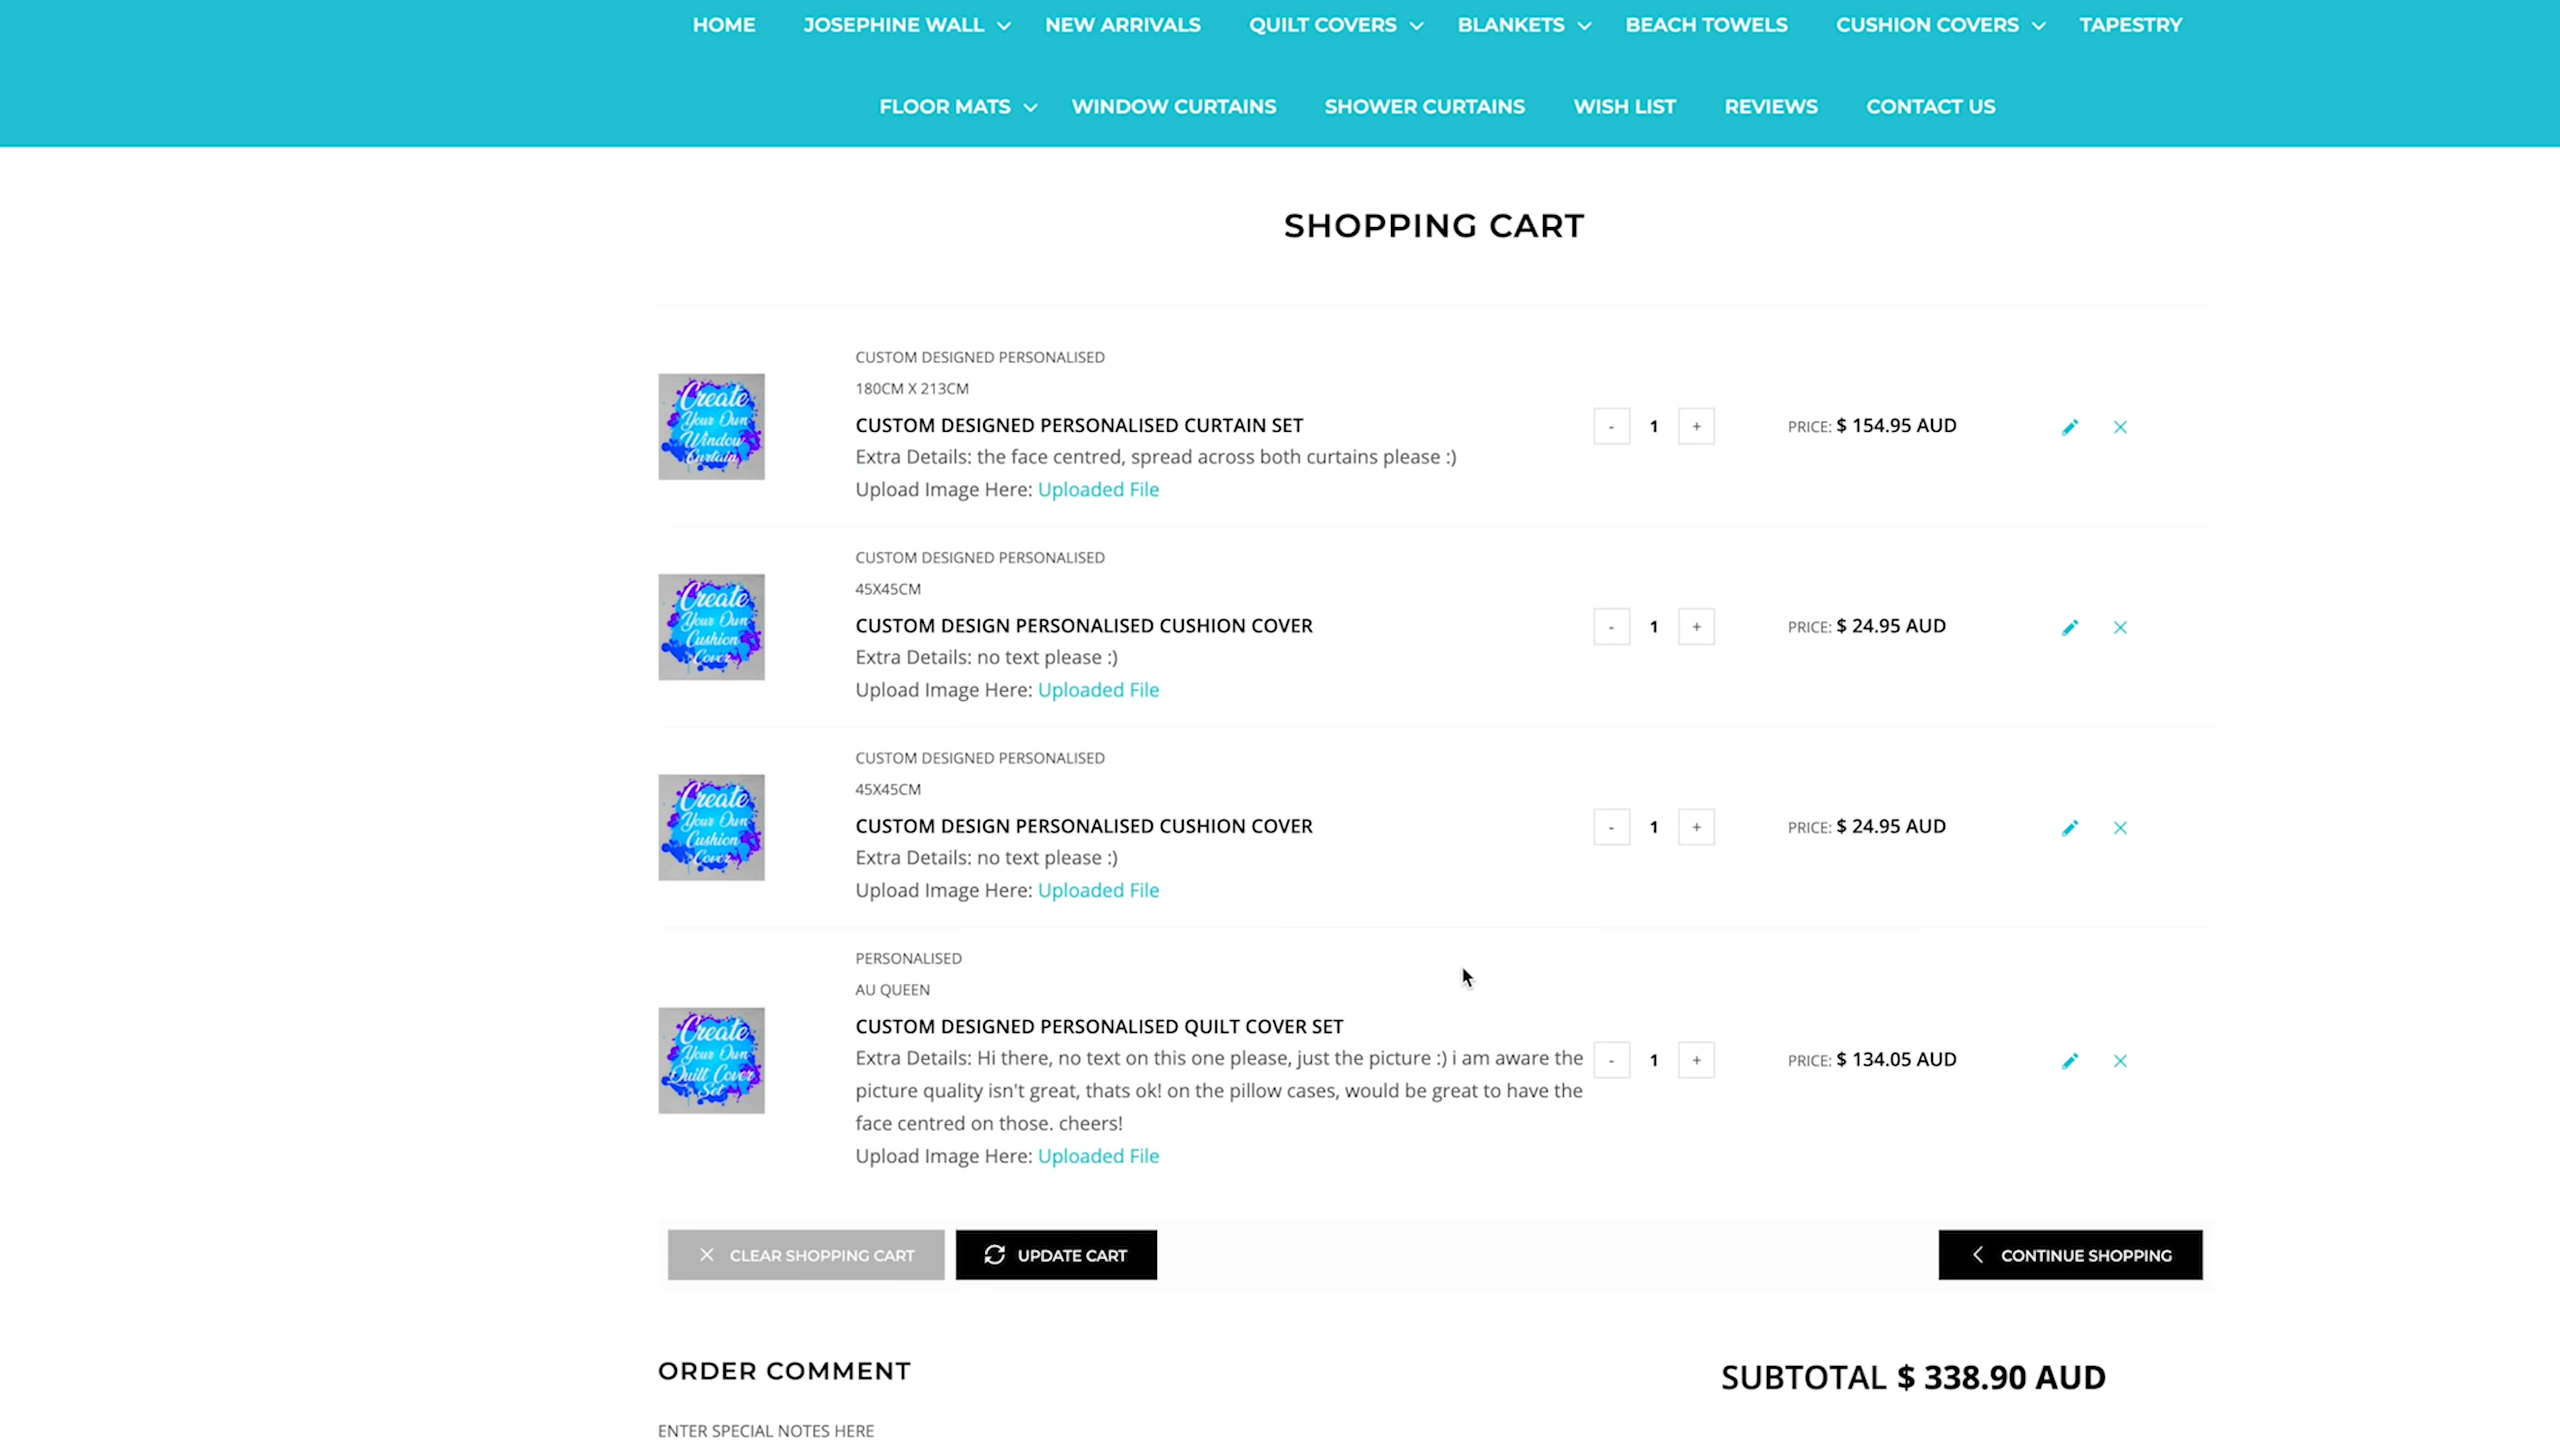 HOME JOSEPHINE WALL NEW ARRIVALS QUILT COVERS BLANKETS BEACH TOWELS CUSHION COVERS TAPESTRY
FLOOR MATS WINDOW CURTAINS SHOWER CURTAINS WISH LIST REVIEWS CONTACT US
SHOPPING CART
Create
Your Own
Window
Curtain
CUSTOM DESIGNED PERSONALISED
180CM X 213CM
CUSTOM DESIGNED PERSONALISED CURTAIN SET
Extra Details: the face centred, spread across both curtains please :)
Upload Image Here: Uploaded File
- 1 +
PRICE: $ 154.95 AUD
Create
Your Own
Cushion
Cover
CUSTOM DESIGNED PERSONALISED
45X45CM
CUSTOM DESIGN PERSONALISED CUSHION COVER
Extra Details: no text please :)
Upload Image Here: Uploaded File
- 1 +
PRICE: $ 24.95 AUD
Create
Your Own
Cushion
Cover
CUSTOM DESIGNED PERSONALISED
45X45CM
CUSTOM DESIGN PERSONALISED CUSHION COVER
Extra Details: no text please :)
Upload Image Here: Uploaded File
- 1 +
PRICE: $ 24.95 AUD
Create
Your Own
Quilt Cover
Set
PERSONALISED
AU QUEEN
CUSTOM DESIGNED PERSONALISED QUILT COVER SET
Extra Details: Hi there, no text on this one please, just the picture :) i am aware the
picture quality isn't great, thats ok! on the pillow cases, would be great to have the
face centred on those. cheers!
Upload Image Here: Uploaded File
- 1 +
PRICE: $ 134.05 AUD
CLEAR SHOPPING CART UPDATE CART CONTINUE SHOPPING
ORDER COMMENT
SUBTOTAL $ 338.90 AUD
ENTER SPECIAL NOTES HERE